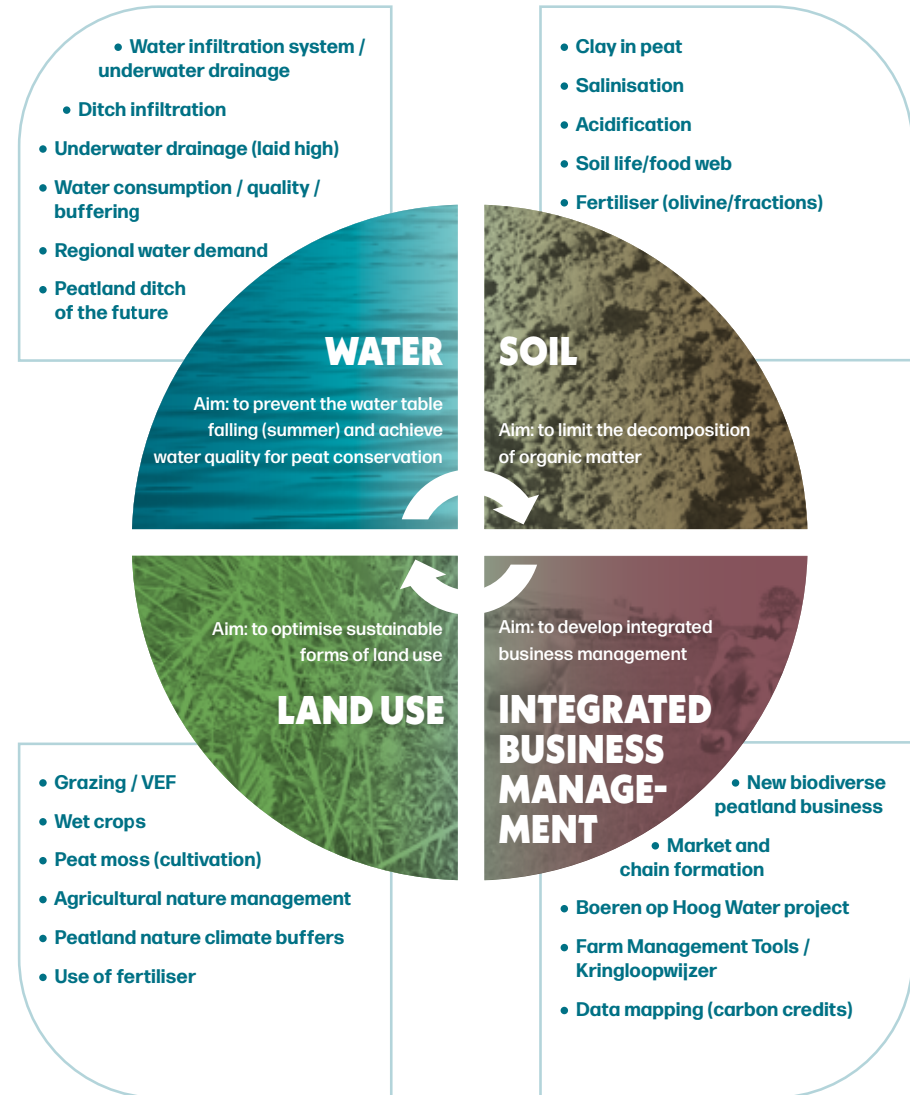 • Water infiltration system /
underwater drainage
• Ditch infiltration
• Underwater drainage (laid high)
• Water consumption / quality /
buffering
• Regional water demand
• Peatland ditch
of the future
WATER
Aim: to prevent the water table
falling (summer) and achieve
water quality for peat conservation
• Clay in peat
• Salinisation
• Acidification
• Soil life/food web
• Fertiliser (olivine/fractions)
SOIL
Aim: to limit the decomposition
of organic matter
Aim: to optimise sustainable
forms of land use
LAND USE
• Grazing / VEF
• Wet crops
• Peat moss (cultivation)
• Agricultural nature management
• Peatland nature climate buffers
• Use of fertiliser
Aim: to develop integrated
business management
INTEGRATED
BUSINESS
MANAGE-
MENT
• New biodiverse
peatland business
• Market and
chain formation
• Boeren op Hoog Water project
• Farm Management Tools /
Kringloopwijzer
• Data mapping (carbon credits)